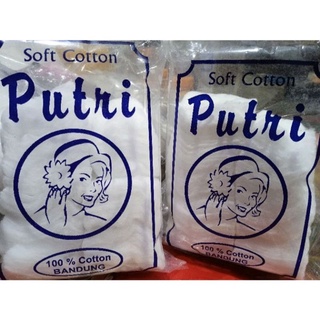 Soft Cotton
Putri
100 % Cotton
BANDUNG
Soft Cotton
Putri
100 % Cotton
BANDUNG